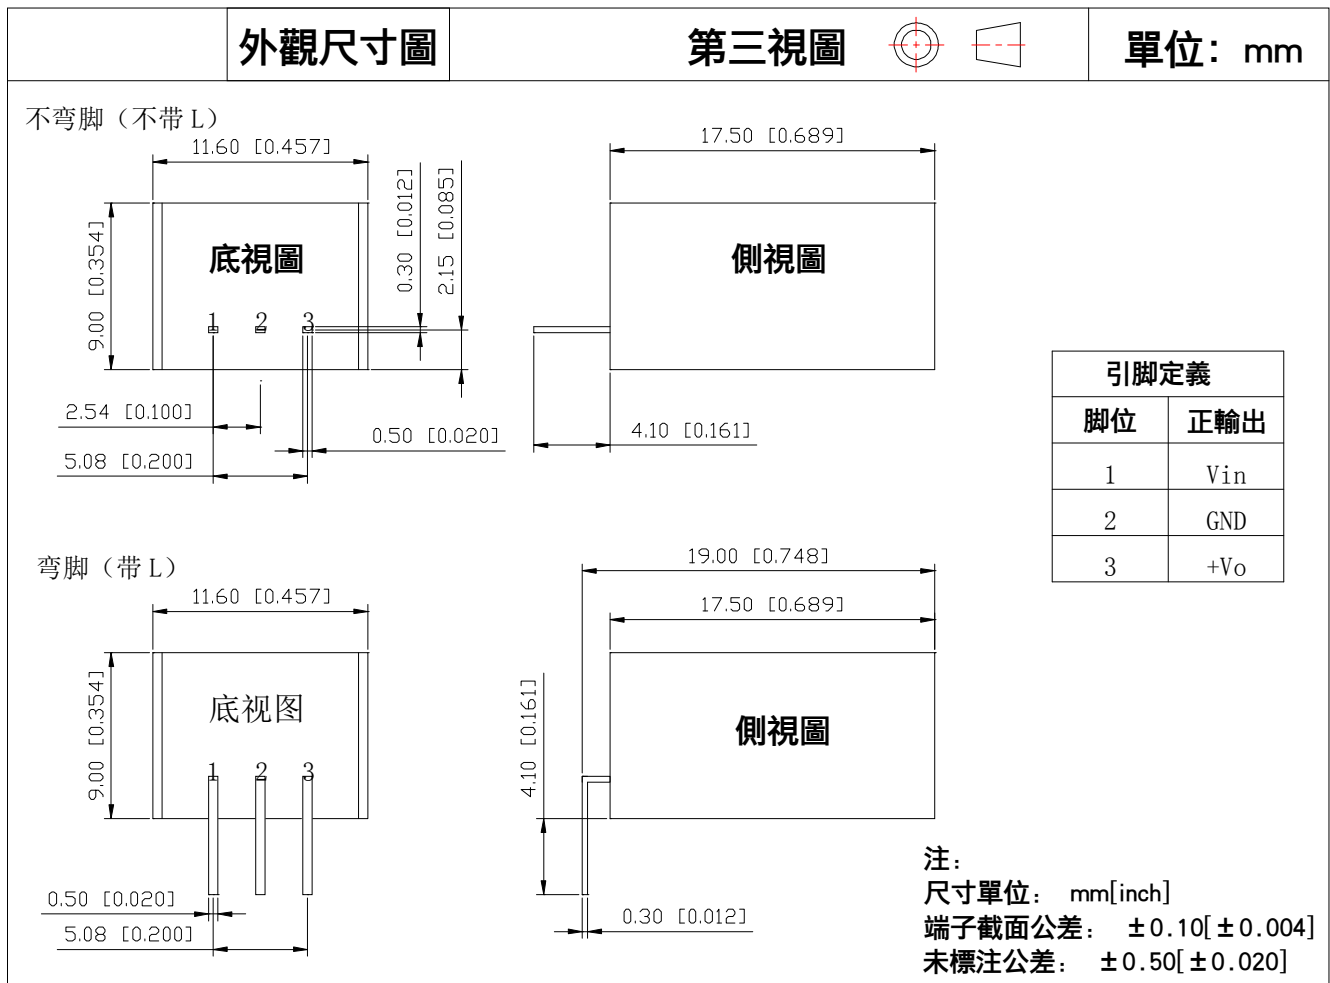 外觀尺寸圖
第三視圖
單位：mm
不弯脚（不带L）
11.60 [0.457]
9.00 [0.354]
底視圖
1 2 3
0.30 [0.012]
2.15 [0.085]
2.54 [0.100]
0.50 [0.020]
5.08 [0.200]
17.50 [0.689]
側視圖
4.10 [0.161]
引脚定義
脚位 正輸出
1 Vin
2 GND
3 +Vo
弯脚（带L）
11.60 [0.457]
9.00 [0.354]
底视图
1 2 3
0.50 [0.020]
5.08 [0.200]
19.00 [0.748]
17.50 [0.689]
側視圖
4.10 [0.161]
0.30 [0.012]
注：
尺寸單位： mm[inch]
端子截面公差： ±0.10[±0.004]
未標注公差： ±0.50[±0.020]